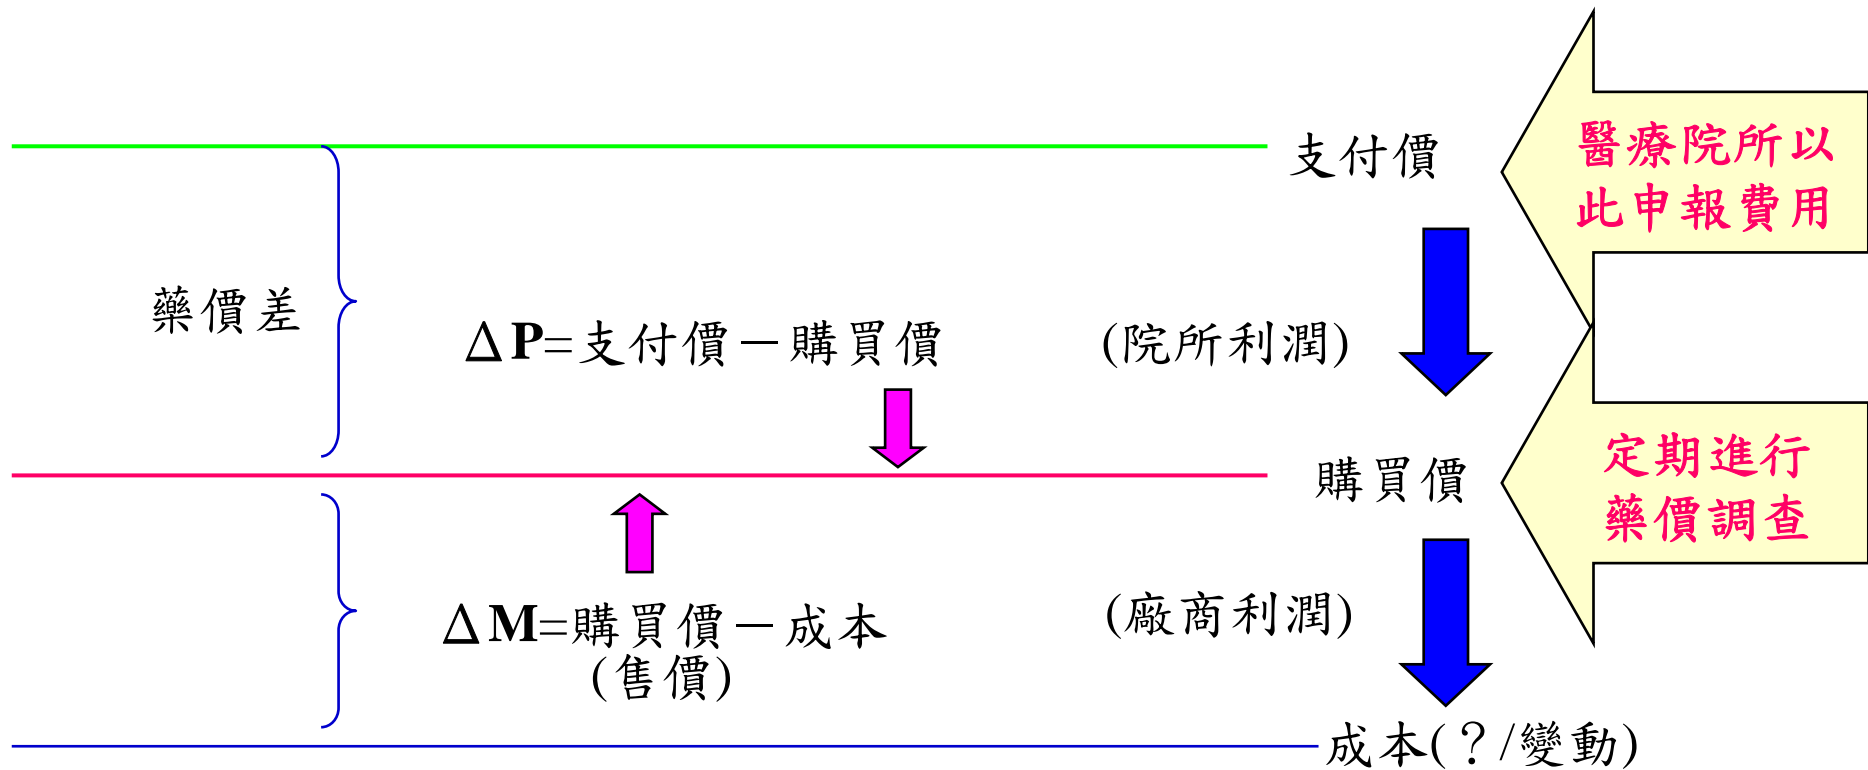 支付價
醫療院所以
此申報費用
藥價差
ΔP=支付價－購買價
(院所利潤)
購買價
定期進行
藥價調查
ΔM=購買價－成本
(售價)
(廠商利潤)
成本(？/變動)